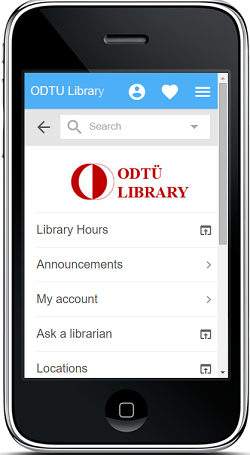 ODTU Library
Search
ODTÜ
LIBRARY
Library Hours
Announcements
My account
Ask a librarian
Locations